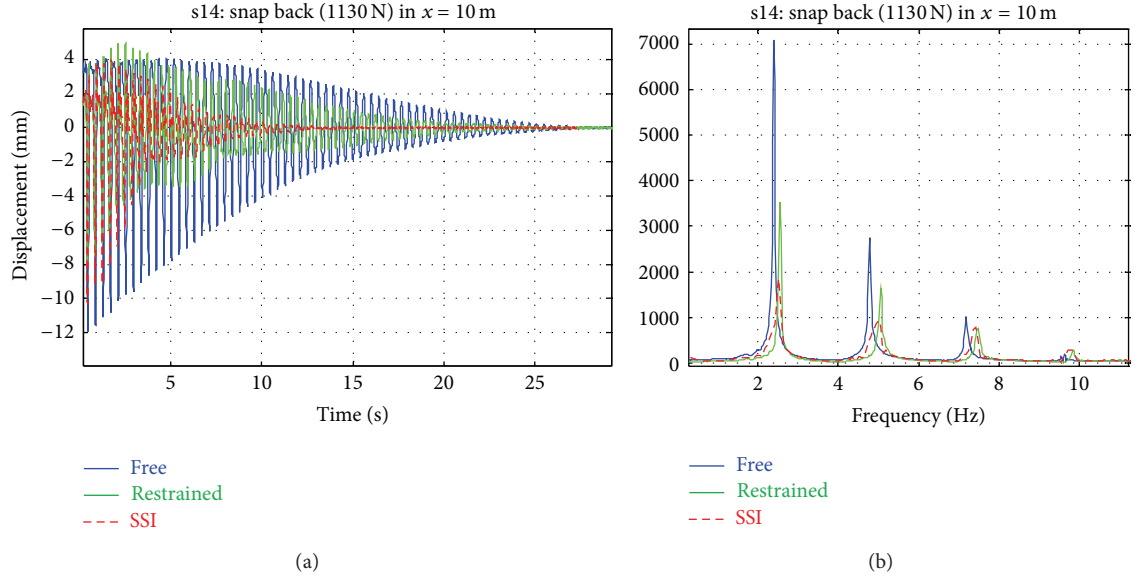 s14: snap back (1130 N) in x = 10 m
4
2
0
−2
−4
−6
−8
−10
−12
Displacement (mm)
5
10
15
20
25
Time (s)
Free
Restrained
SSI
(a)
s14: snap back (1130 N) in x = 10 m
7000
6000
5000
4000
3000
2000
1000
0
2
4
6
8
10
Frequency (Hz)
Free
Restrained
SSI
(b)